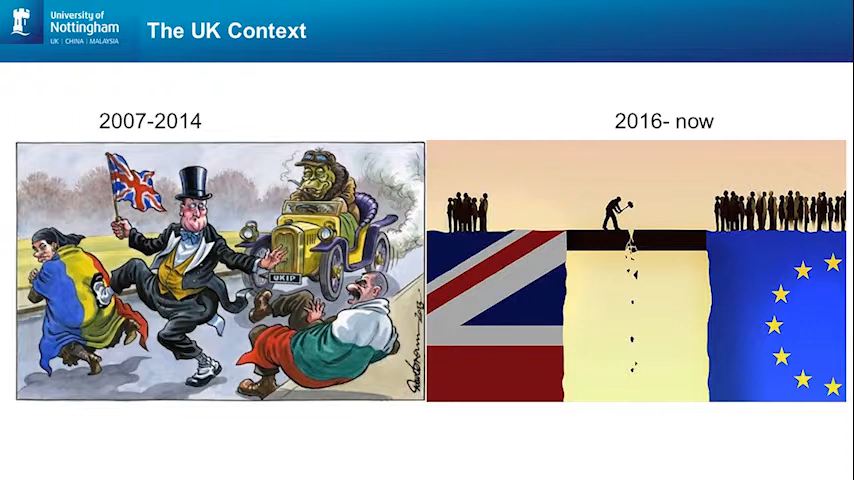 University of
Nottingham
UK | CHINA | MALAYSIA
The UK Context
2007-2014
2016- now
UKIP